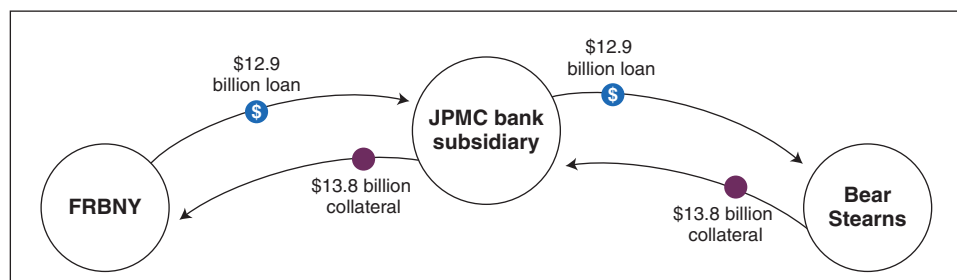 $12.9
billion loan
$
JPMC bank
subsidiary
$12.9
billion loan
$
FRBNY
$13.8 billion
collateral
$13.8 billion
collateral
Bear
Stearns